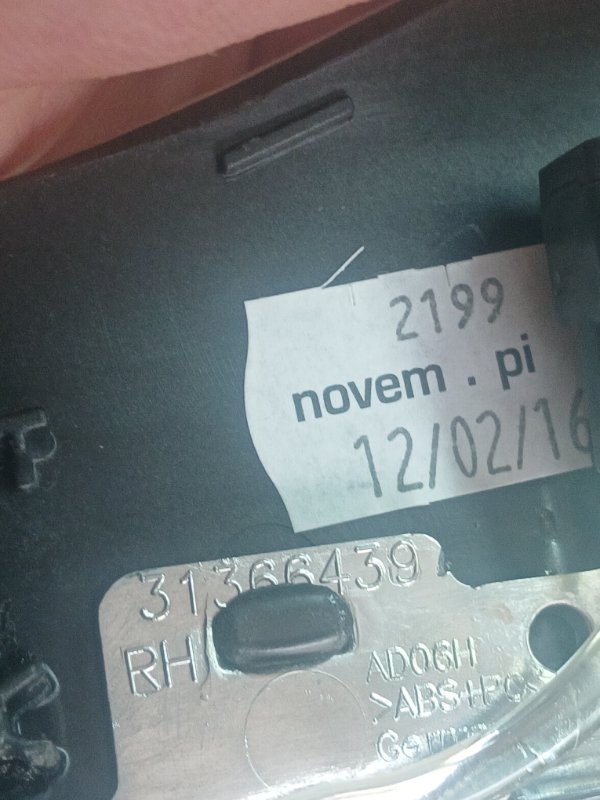 2199
novem . pi
12/02/16
31366439
RH
AD06H
>ABS+PC<